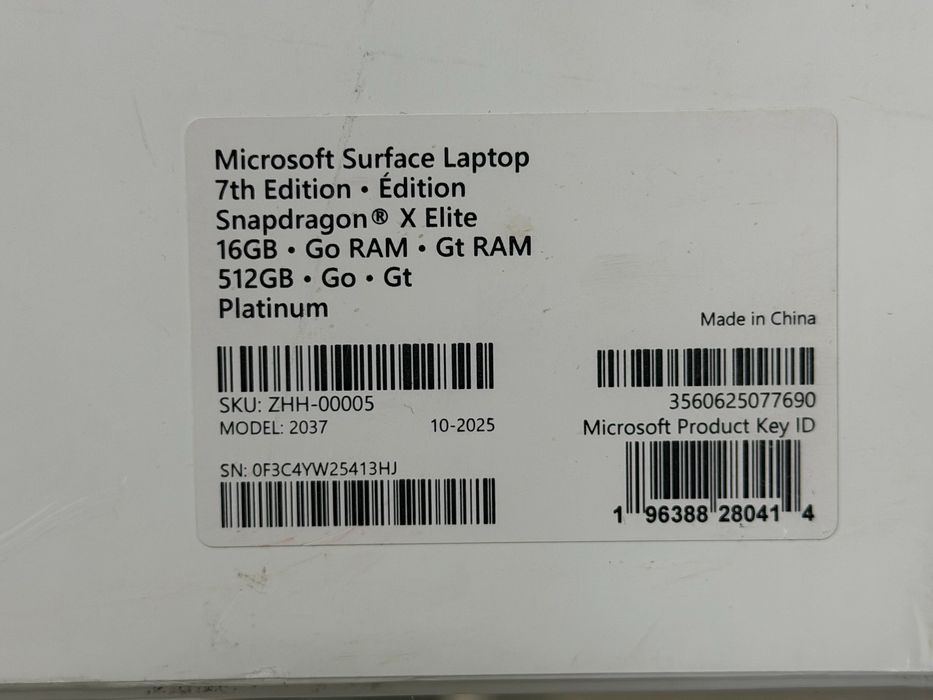 Microsoft Surface Laptop
7th Edition • Édition
Snapdragon® X Elite
16GB • Go RAM • Gt RAM
512GB • Go • Gt
Platinum
Made in China
SKU: ZHH-00005
MODEL: 2037 10-2025
SN: 0F3C4YW25413HJ
3560625077690
Microsoft Product Key ID
1 96388 28041 4